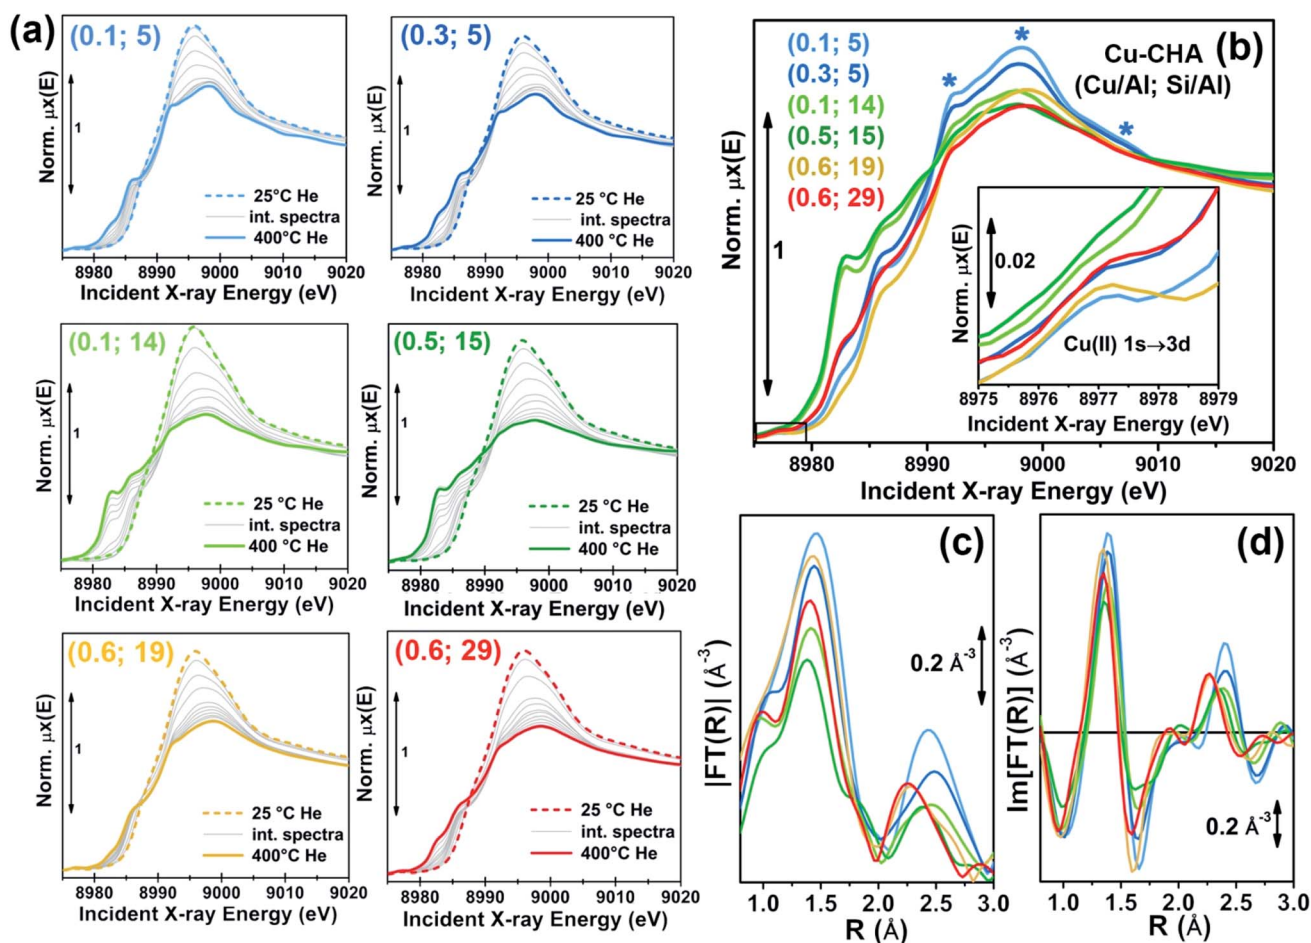 (a)
(0.1; 5)
Norm. μx(E)
1
25°C He
int. spectra
400°C He
8980 8990 9000 9010 9020
Incident X-ray Energy (eV)
(0.3; 5)
Norm. μx(E)
1
25°C He
int. spectra
400 °C He
8980 8990 9000 9010 9020
Incident X-ray Energy (eV)
(0.1; 14)
Norm. μx(E)
1
25 °C He
int. spectra
400 °C He
8980 8990 9000 9010 9020
Incident X-ray Energy (eV)
(0.5; 15)
Norm. μx(E)
1
25 °C He
int. spectra
400 °C He
8980 8990 9000 9010 9020
Incident X-ray Energy (eV)
(0.6; 19)
Norm. μx(E)
1
25 °C He
int. spectra
400°C He
8980 8990 9000 9010 9020
Incident X-ray Energy (eV)
(0.6; 29)
Norm. μx(E)
1
25 °C He
int. spectra
400°C He
8980 8990 9000 9010 9020
Incident X-ray Energy (eV)
(b)
Cu-CHA
(Cu/Al; Si/Al)
(0.1; 5)
(0.3; 5)
(0.1; 14)
(0.5; 15)
(0.6; 19)
(0.6; 29)
* * *
Norm. μx(E)
1
Norm. μx(E)
0.02
Cu(II) 1s→3d
8975 8976 8977 8978 8979
Incident X-ray Energy (eV)
8980 8990 9000 9010 9020
Incident X-ray Energy (eV)
(c)
|FT(R)| (Å⁻³)
0.2 Å⁻³
1.0 1.5 2.0 2.5 3.0
R (Å)
(d)
Im[FT(R)] (Å⁻³)
0.2 Å⁻³
1.0 1.5 2.0 2.5 3.0
R (Å)